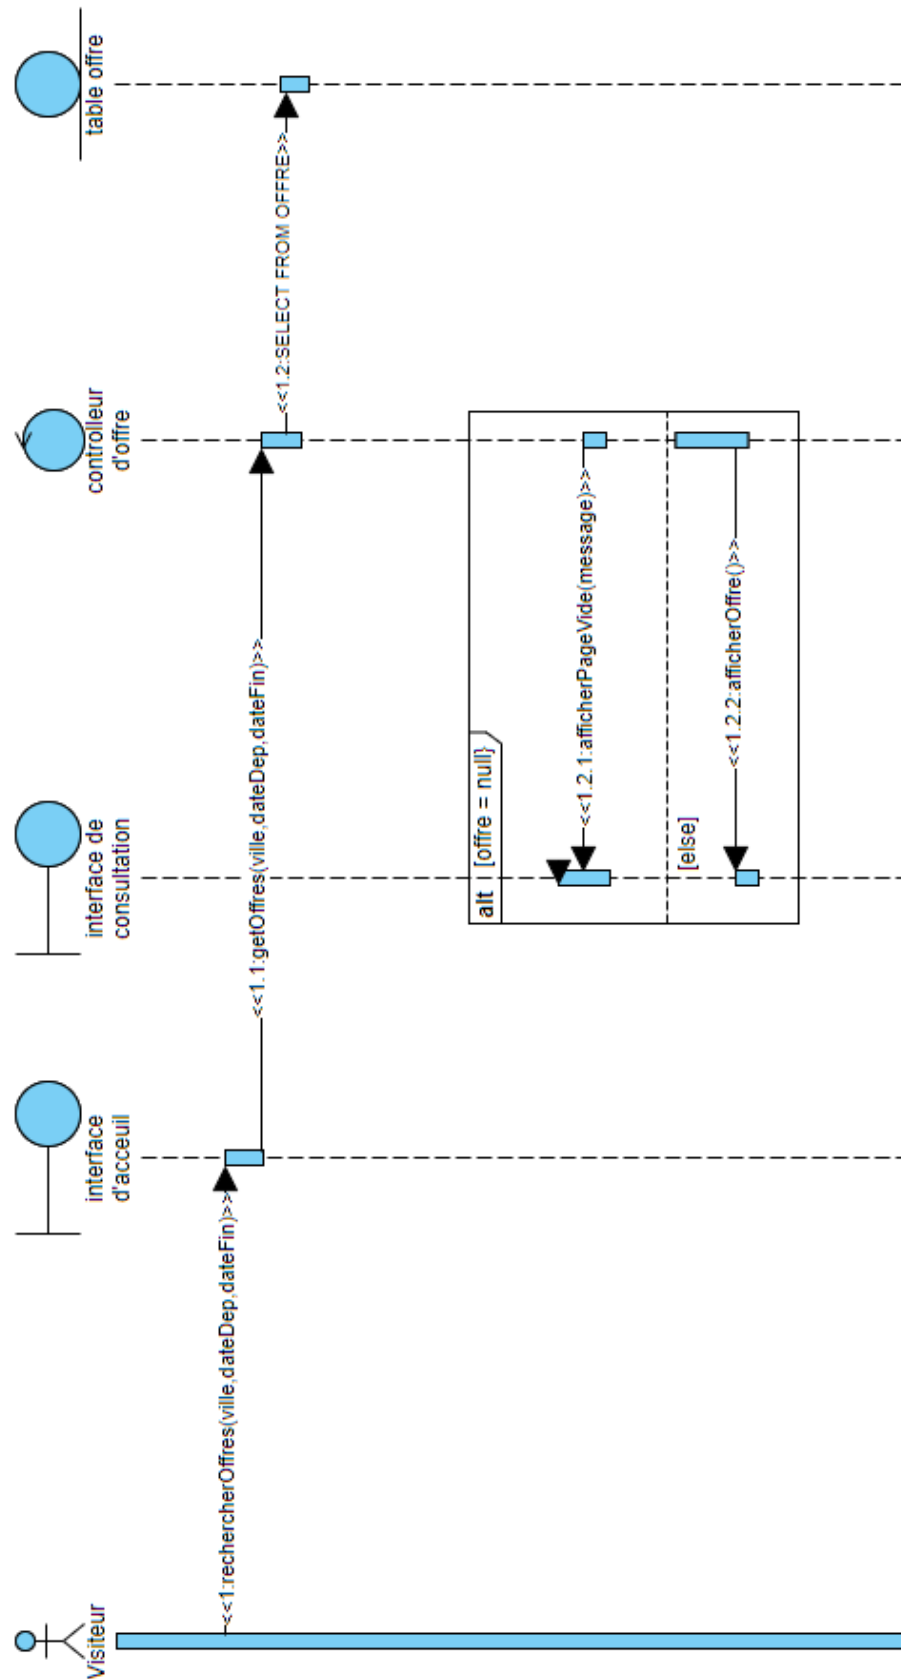 Visiteur
interface
d'acceuil
interface de
consultation
controlleur
d'offre
table offre
<<1:rechercherOffres(ville,dateDep,dateFin)>>
<<1.1:getOffres(ville,dateDep,dateFin)>>
<<1.2:SELECT FROM OFFRE>>
alt [offre = null}
<<1.2.1:afficherPageVide(message)>>
[else]
<<1.2.2:afficherOffre()>>